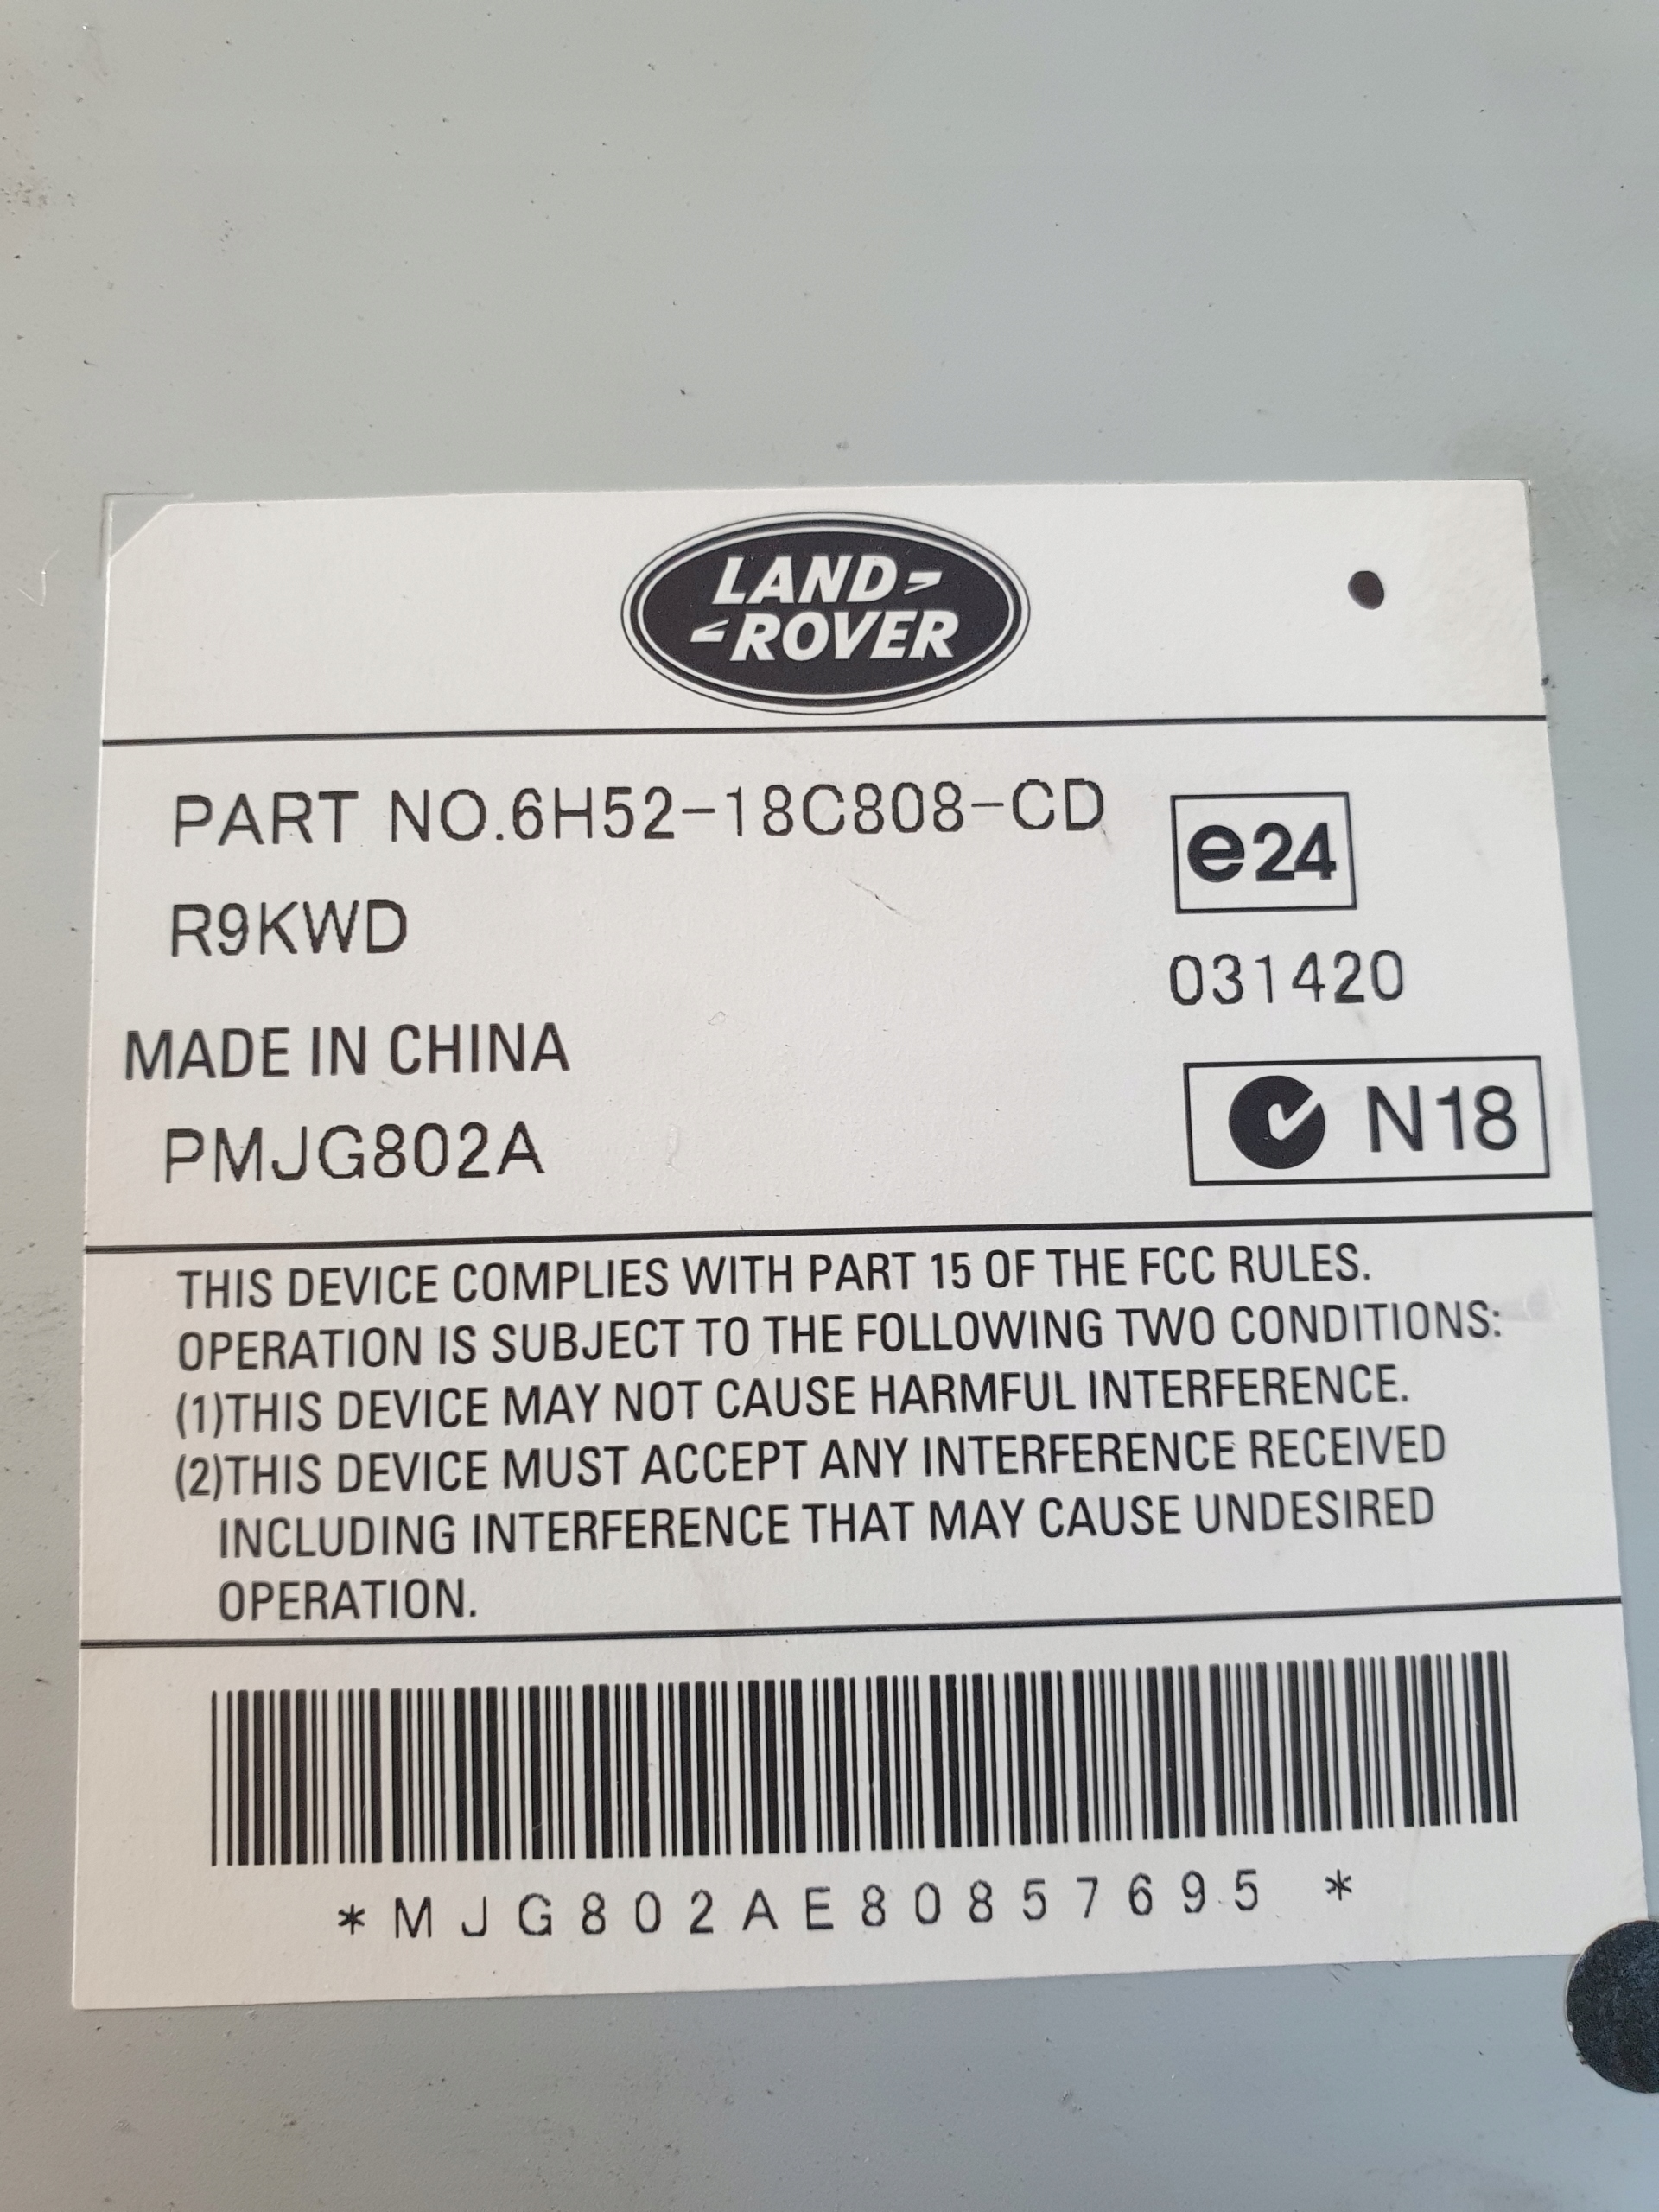 LAND
ROVER
PART NO.6H52-18C808-CD
e24
R9KWD
031420
MADE IN CHINA
N18
PMJG802A
THIS DEVICE COMPLIES WITH PART 15 OF THE FCC RULES.
OPERATION IS SUBJECT TO THE FOLLOWING TWO CONDITIONS:
(1)THIS DEVICE MAY NOT CAUSE HARMFUL INTERFERENCE.
(2)THIS DEVICE MUST ACCEPT ANY INTERFERENCE RECEIVED
INCLUDING INTERFERENCE THAT MAY CAUSE UNDESIRED
OPERATION.
*MJG802AE80857695 *